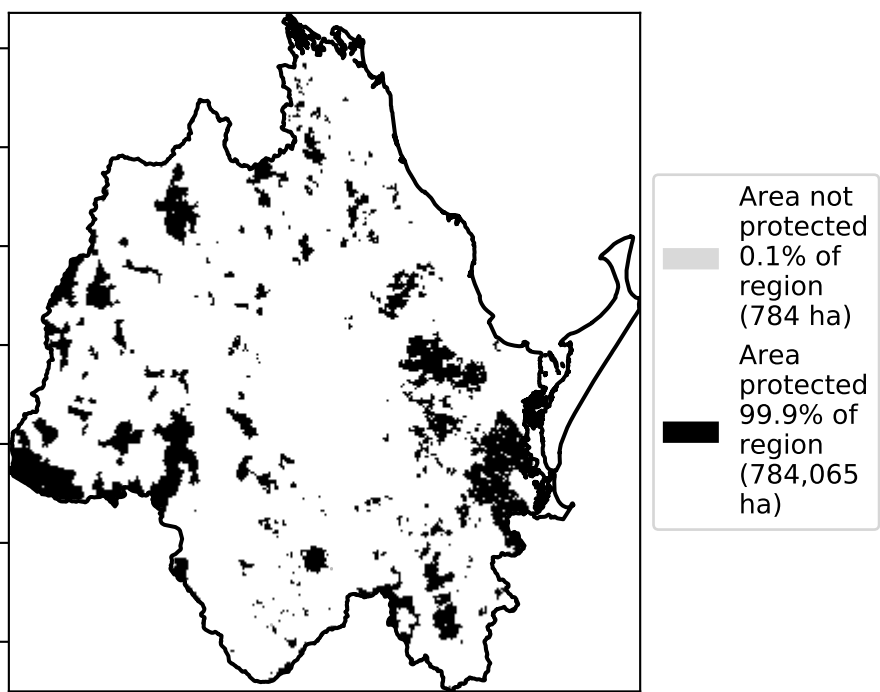 Area not
protected
0.1% of
region
(784 ha)
Area
protected
99.9% of
region
(784,065
ha)